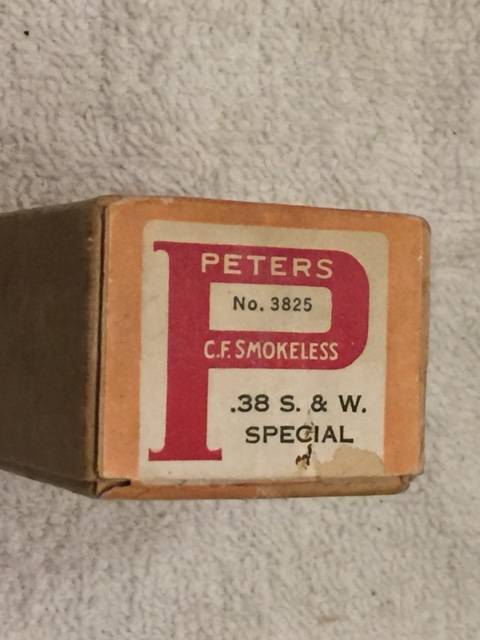 PETERS
No. 3825
C.F. SMOKELESS
.38 S. & W.
SPECIAL